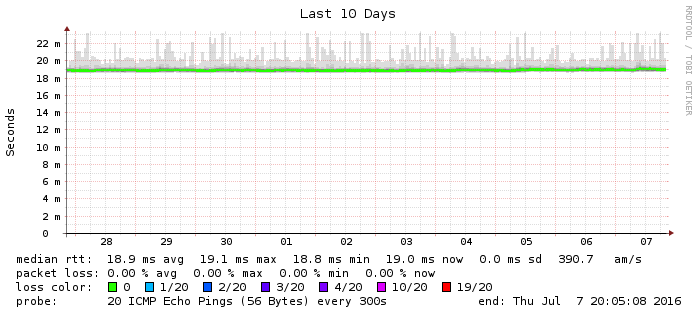 Last 10 Days
RRDTOOL / TOBI OETIKER
Seconds
22 m
20 m
18 m
16 m
14 m
12 m
10 m
8 m
6 m
4 m
2 m
0
28 29 30 01 02 03 04 05 06 07
median rtt: 18.9 ms avg 19.1 ms max 18.8 ms min 19.0 ms now 0.0 ms sd 390.7 am/s
packet loss: 0.00 % avg 0.00 % max 0.00 % min 0.00 % now
loss color: 0 1/20 2/20 3/20 4/20 10/20 19/20
probe: 20 ICMP Echo Pings (56 Bytes) every 300s end: Thu Jul 7 20:05:08 2016